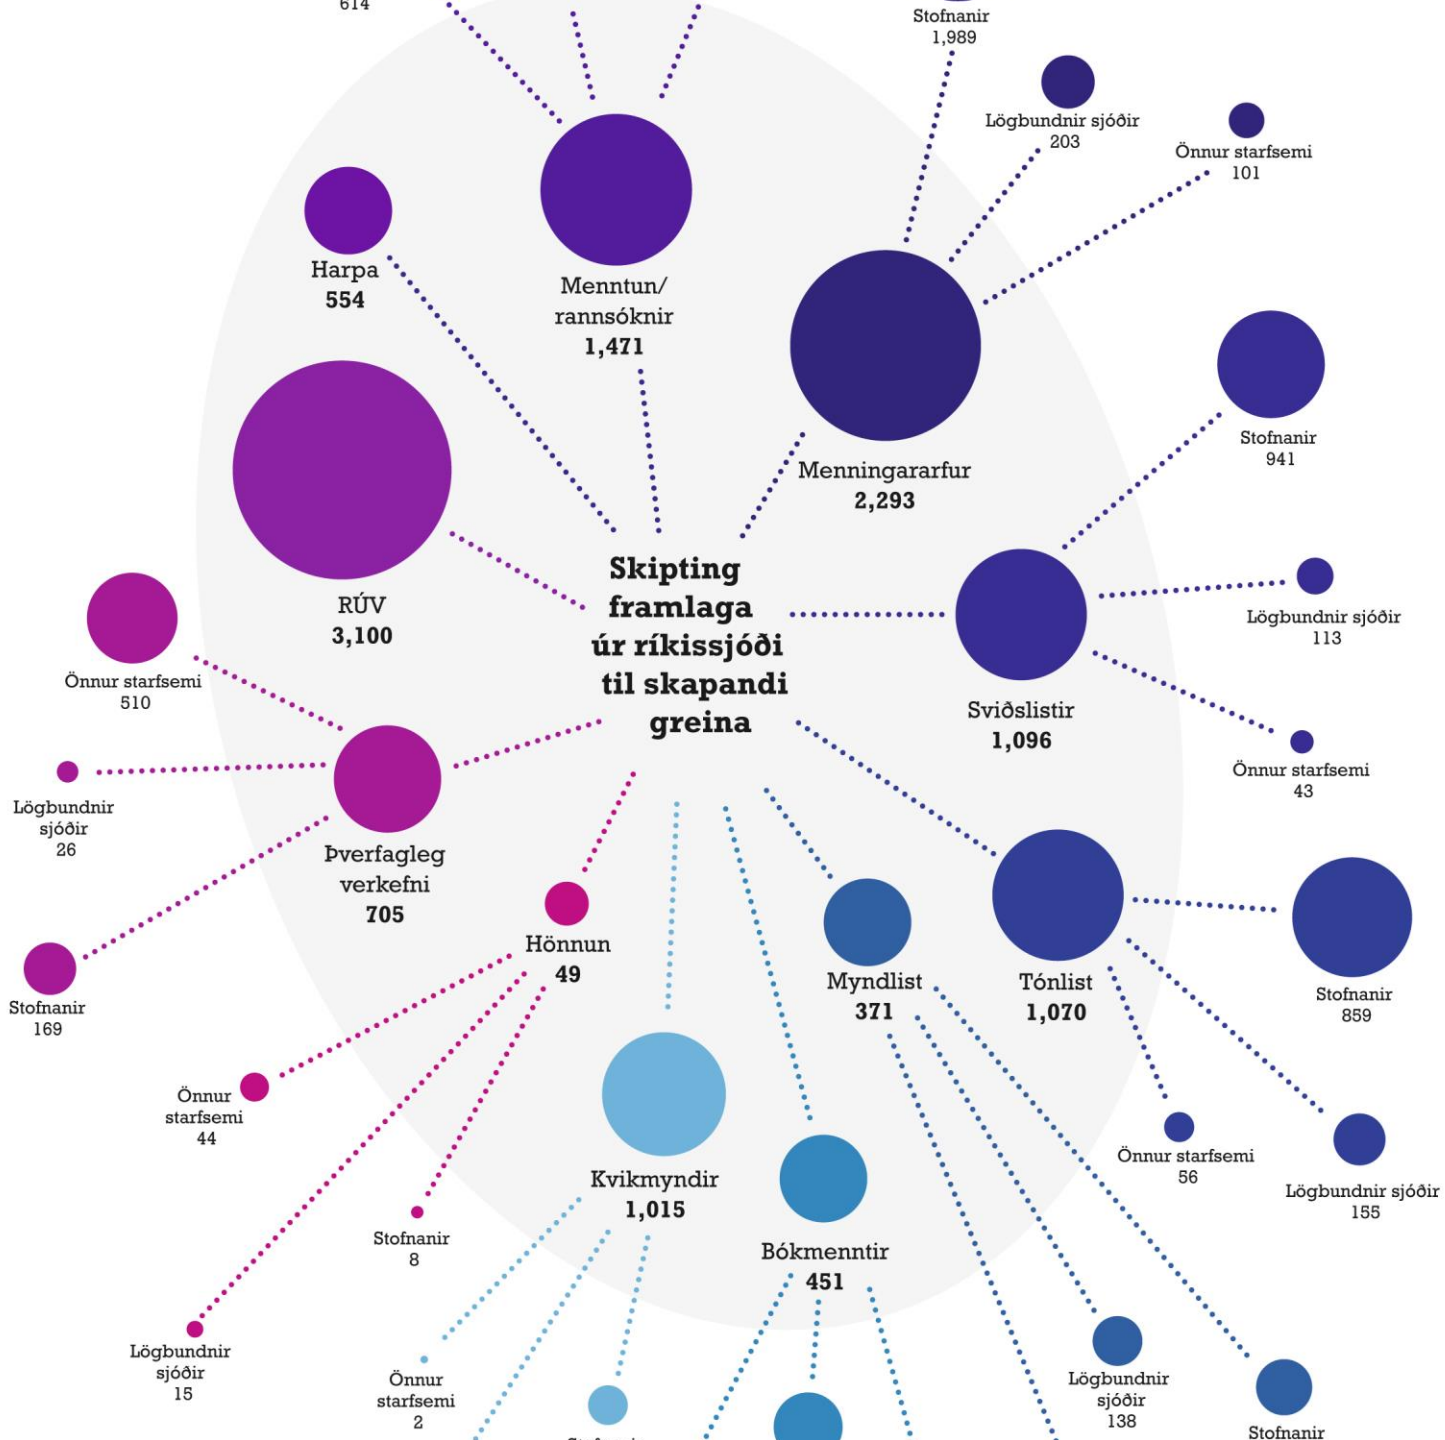 614
Stofnanir
1,989
Lögbundnir sjóðir
203
Önnur starfsemi
101
Harpa
554
Menntun/
rannsóknir
1,471
Menningararfur
2,293
Stofnanir
941
RÚV
3,100
Skipting
framlaga
úr ríkissjóði
til skapandi
greina
Lögbundnir sjóðir
113
Sviðslistir
1,096
Önnur starfsemi
43
Önnur starfsemi
510
Lögbundnir
sjóðir
26
Þverfagleg
verkefni
705
Stofnanir
169
Hönnun
49
Myndlist
371
Tónlist
1,070
Stofnanir
859
Önnur
starfsemi
44
Önnur starfsemi
56
Lögbundnir sjóðir
155
Kvikmyndir
1,015
Stofnanir
8
Bókmenntir
451
Lögbundnir
sjóðir
15
Önnur
starfsemi
2
Lögbundnir
sjóðir
138
Stofnanir